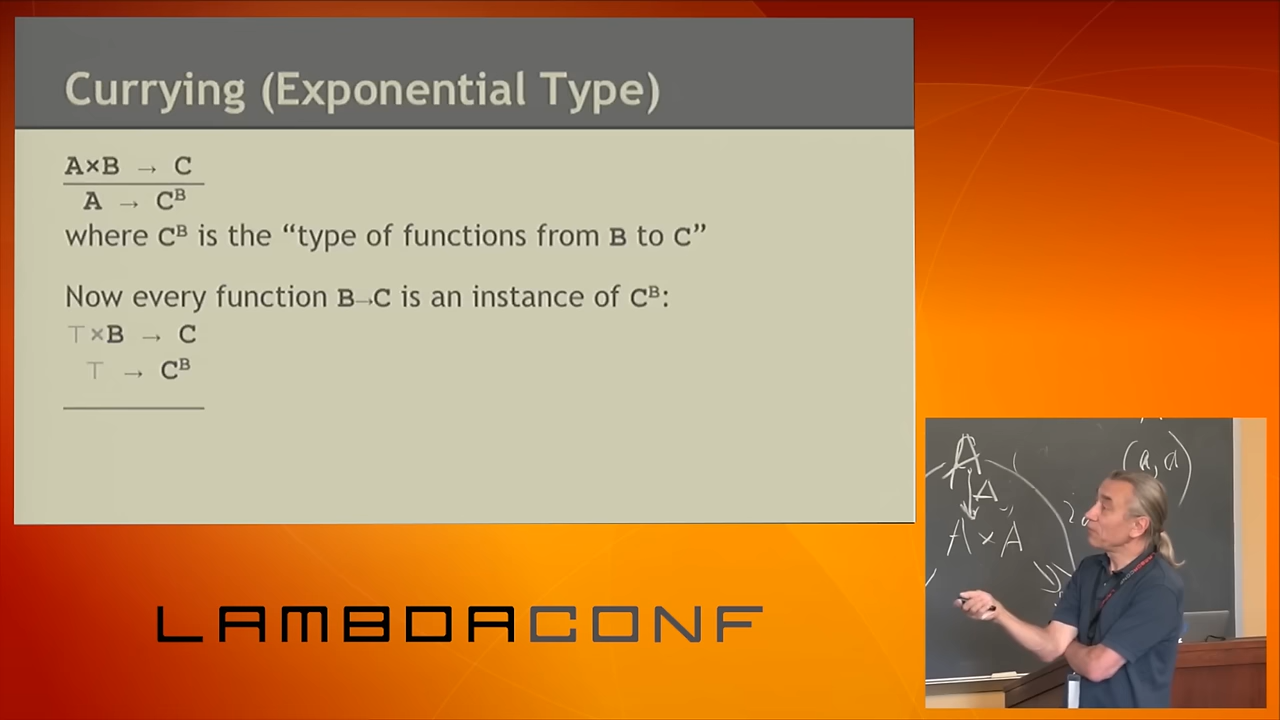 Currying (Exponential Type)
A×B → C
A → Cᴮ
where Cᴮ is the “type of functions from B to C”
Now every function B→C is an instance of Cᴮ:
⊤×B → C
⊤ → Cᴮ
A
(a,a)
Δ
A × A
LAMBDACONF